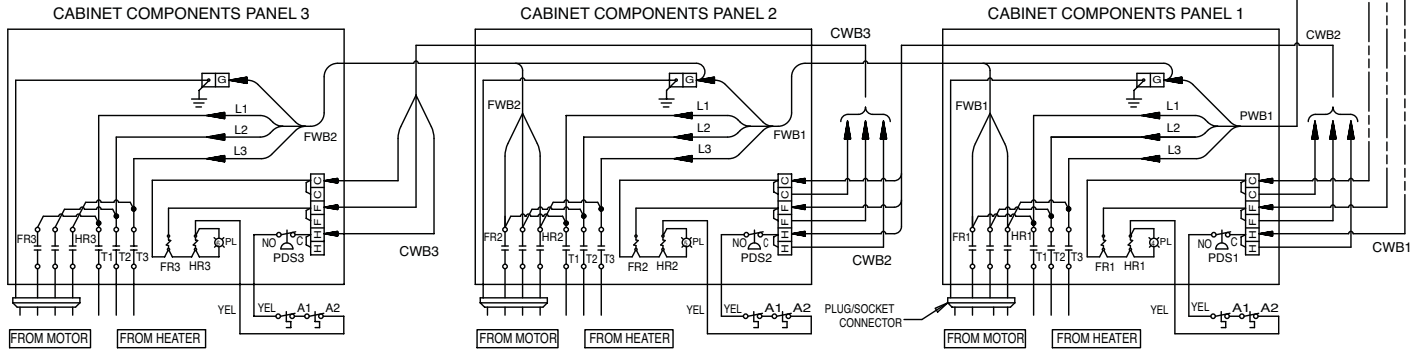 CABINET COMPONENTS PANEL 3
CABINET COMPONENTS PANEL 2
CABINET COMPONENTS PANEL 1
CWB3
CWB2
G
G
G
L1
L2
L3
FWB2
FWB2
L1
L2
L3
FWB1
FWB1
L1
L2
L3
PWB1
C
C
F
F
H
H
C
C
F
F
H
H
C
C
F
F
H
H
FR3
HR3
T1
T2
T3
FR3
HR3
PL
NO
C
PDS3
CWB3
FR2
HR2
T1
T2
T3
FR2
HR2
PL
NO
C
PDS2
CWB2
FR1
HR1
T1
T2
T3
FR1
HR1
PL
NO
C
PDS1
CWB1
YEL
YEL
A1
A2
YEL
YEL
A1
A2
PLUG/SOCKET
CONNECTOR
YEL
YEL
A1
A2
FROM MOTOR
FROM HEATER
FROM MOTOR
FROM HEATER
FROM MOTOR
FROM HEATER